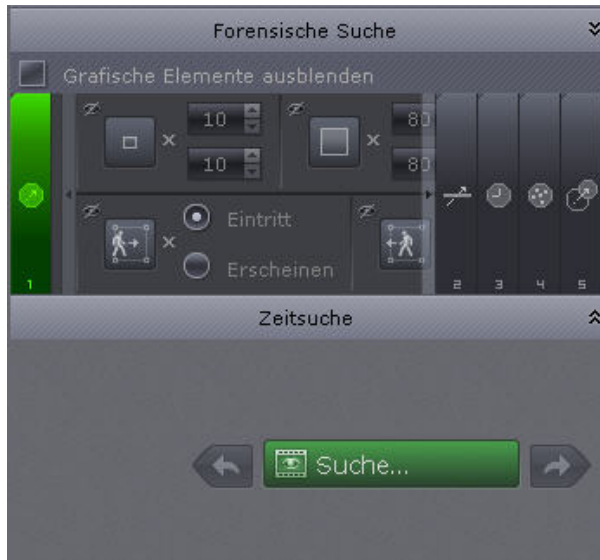 Forensische Suche
Grafische Elemente ausblenden
10 80
10 80
Eintritt
Erscheinen
1 2 3 4 5
Zeitsuche
Suche...